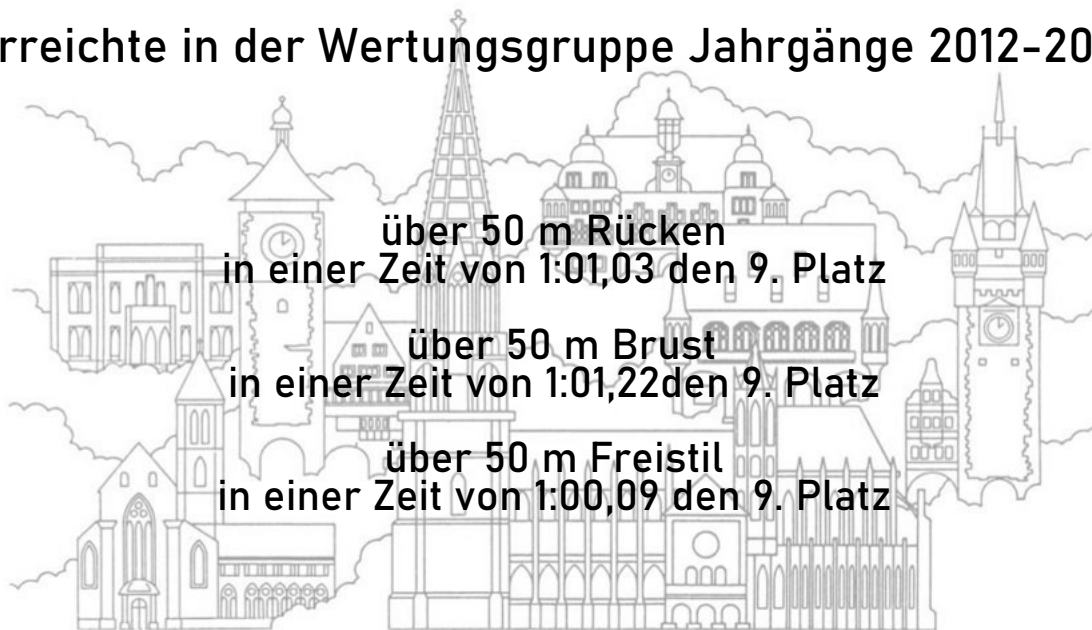 rreichte in der Wertungsgruppe Jahrgänge 2012-20
über 50 m Rücken
in einer Zeit von 1:01,03 den 9. Platz
über 50 m Brust
in einer Zeit von 1:01,22den 9. Platz
über 50 m Freistil
in einer Zeit von 1:00,09 den 9. Platz